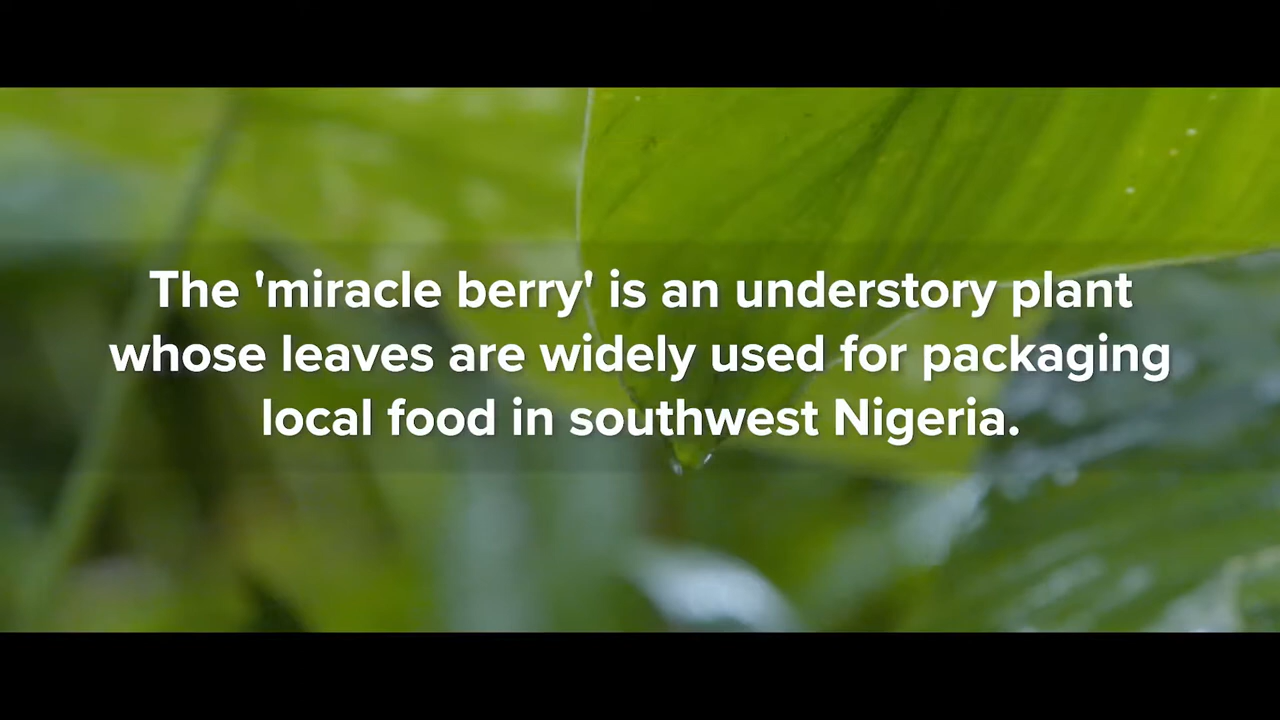 The 'miracle berry' is an understory plant
whose leaves are widely used for packaging
local food in southwest Nigeria.